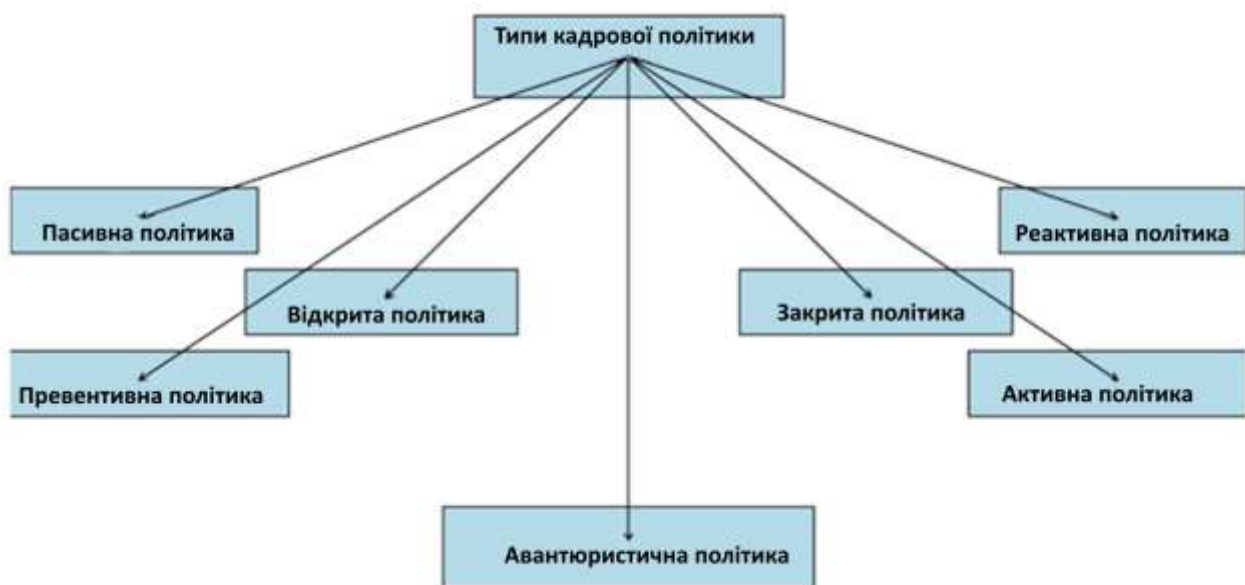 Типи кадрової політики
Пасивна політика
Реактивна політика
Відкрита політика
Закрита політика
Превентивна політика
Активна політика
Авантюристична політика